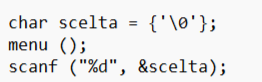 char scelta = {'\0'};
menu ();
scanf ("%d", &scelta);